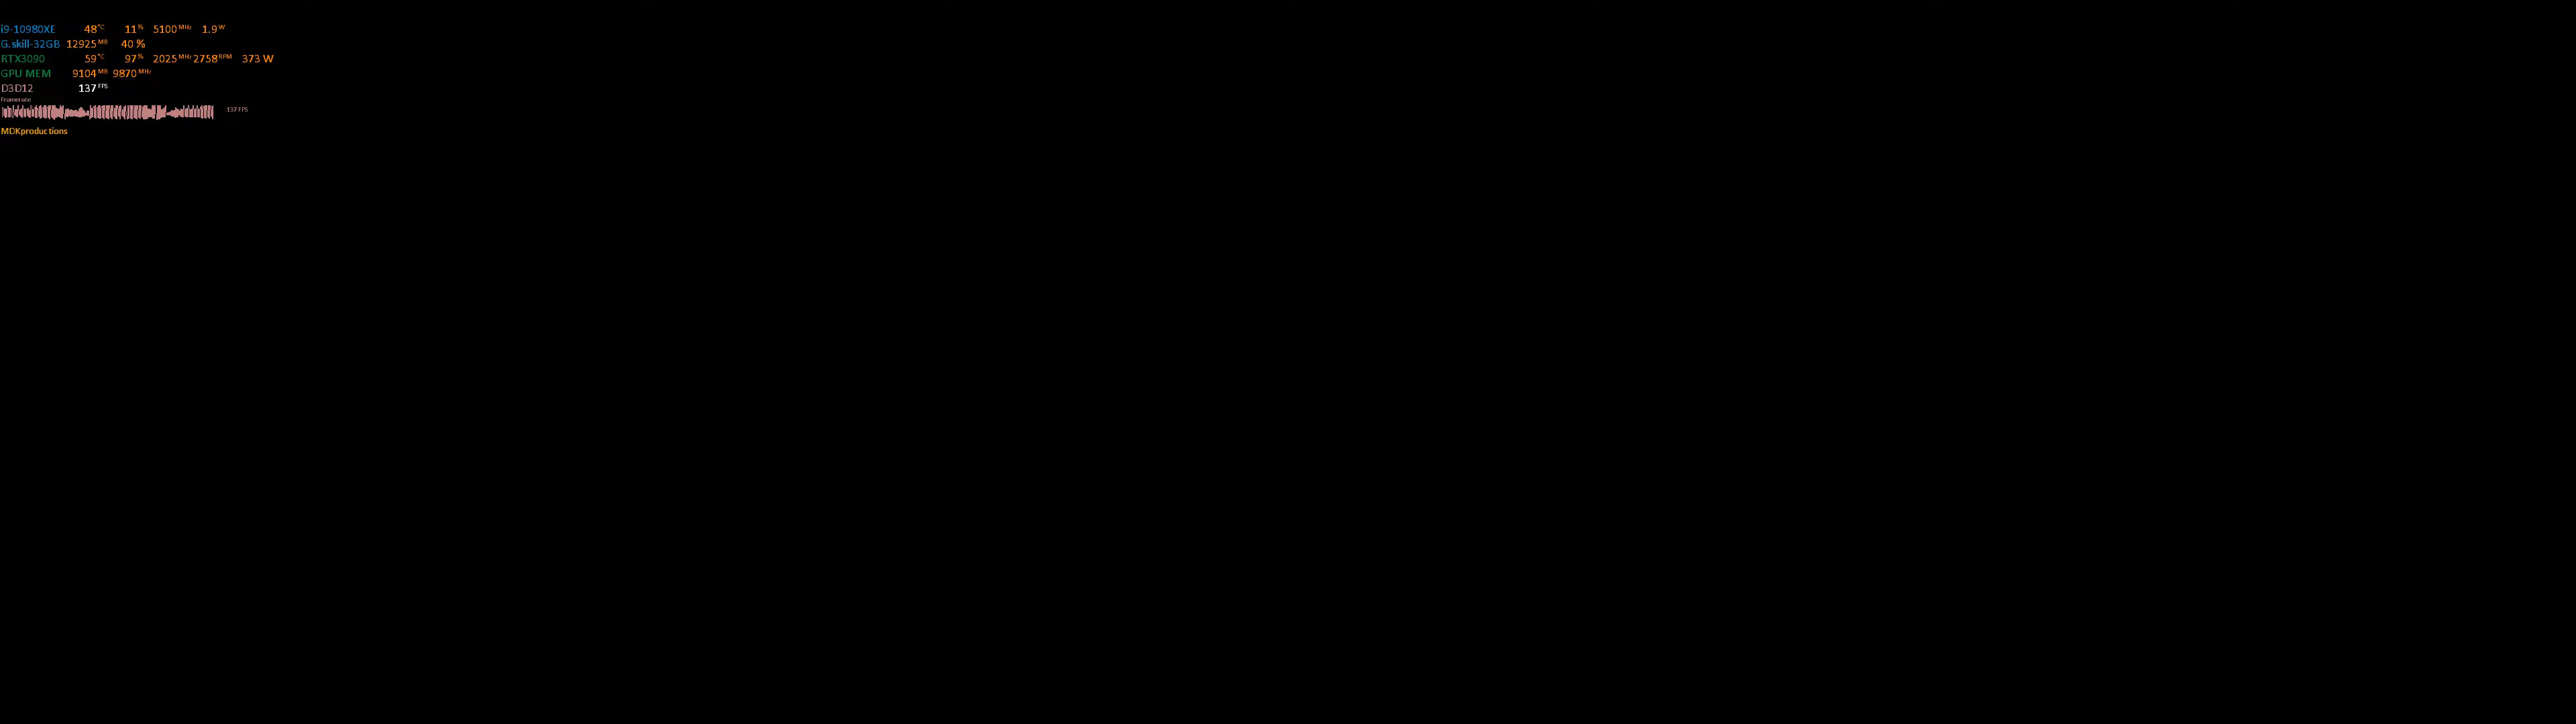 i9-10980XE 48°C 11% 5100MHz 1.9W
G.skill-32GB 12925MB 40 %
RTX3090 59°C 97% 2025MHz 2758RPM 373 W
GPU MEM 9104MB 9870MHz
D3D12 137FPS
Framerate
137 FPS
MDKproductions